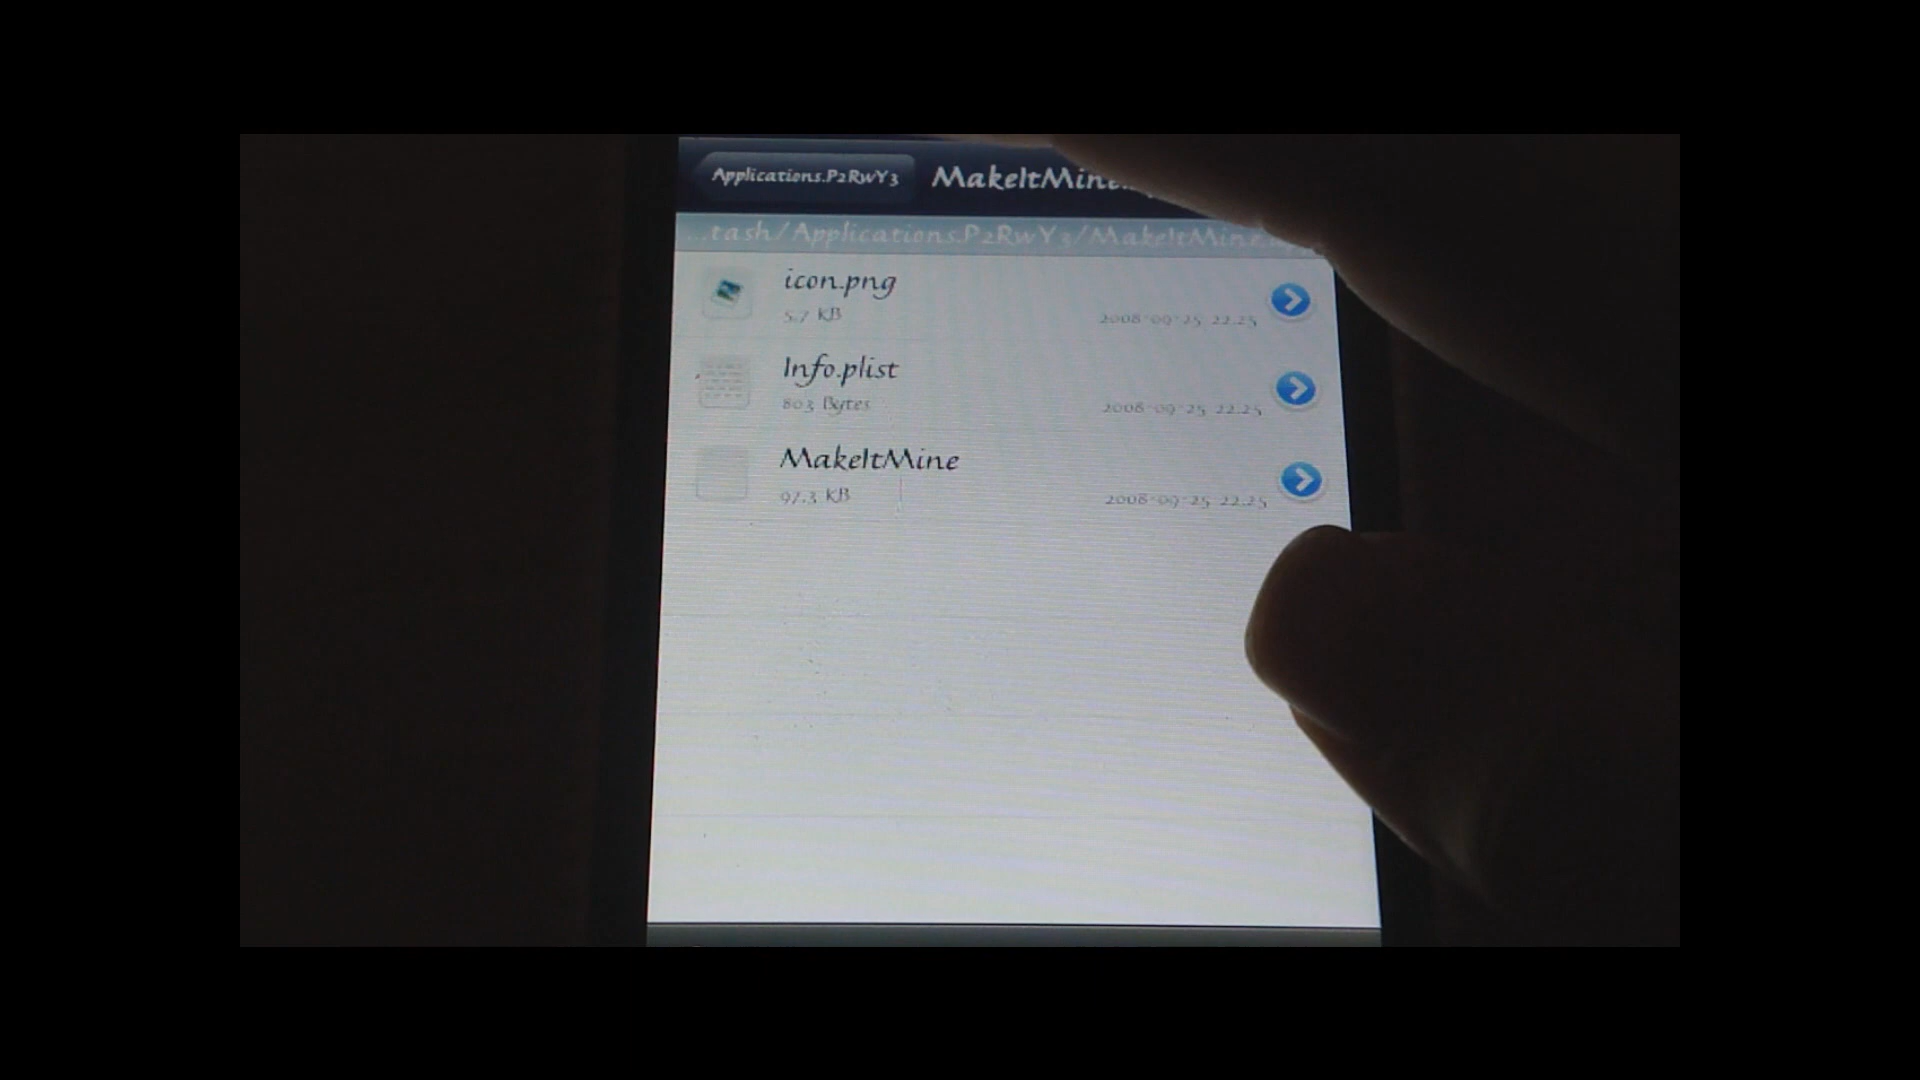 Applications.P2RwY3
...tash/Applications.P2RwY3/MakeItMine
icon.png
5.7 KB 2008-09-25 22.25
Info.plist
803 Bytes 2008-09-25 22.25
MakeItMine
97.3 KB 2008-09-25 22.25